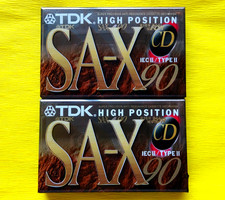 TDK. HIGH POSITION
SA-X 90
CD
IECII/TYPE II
TDK. HIGH POSITION
SA-X 90
CD
IECII/TYPE II